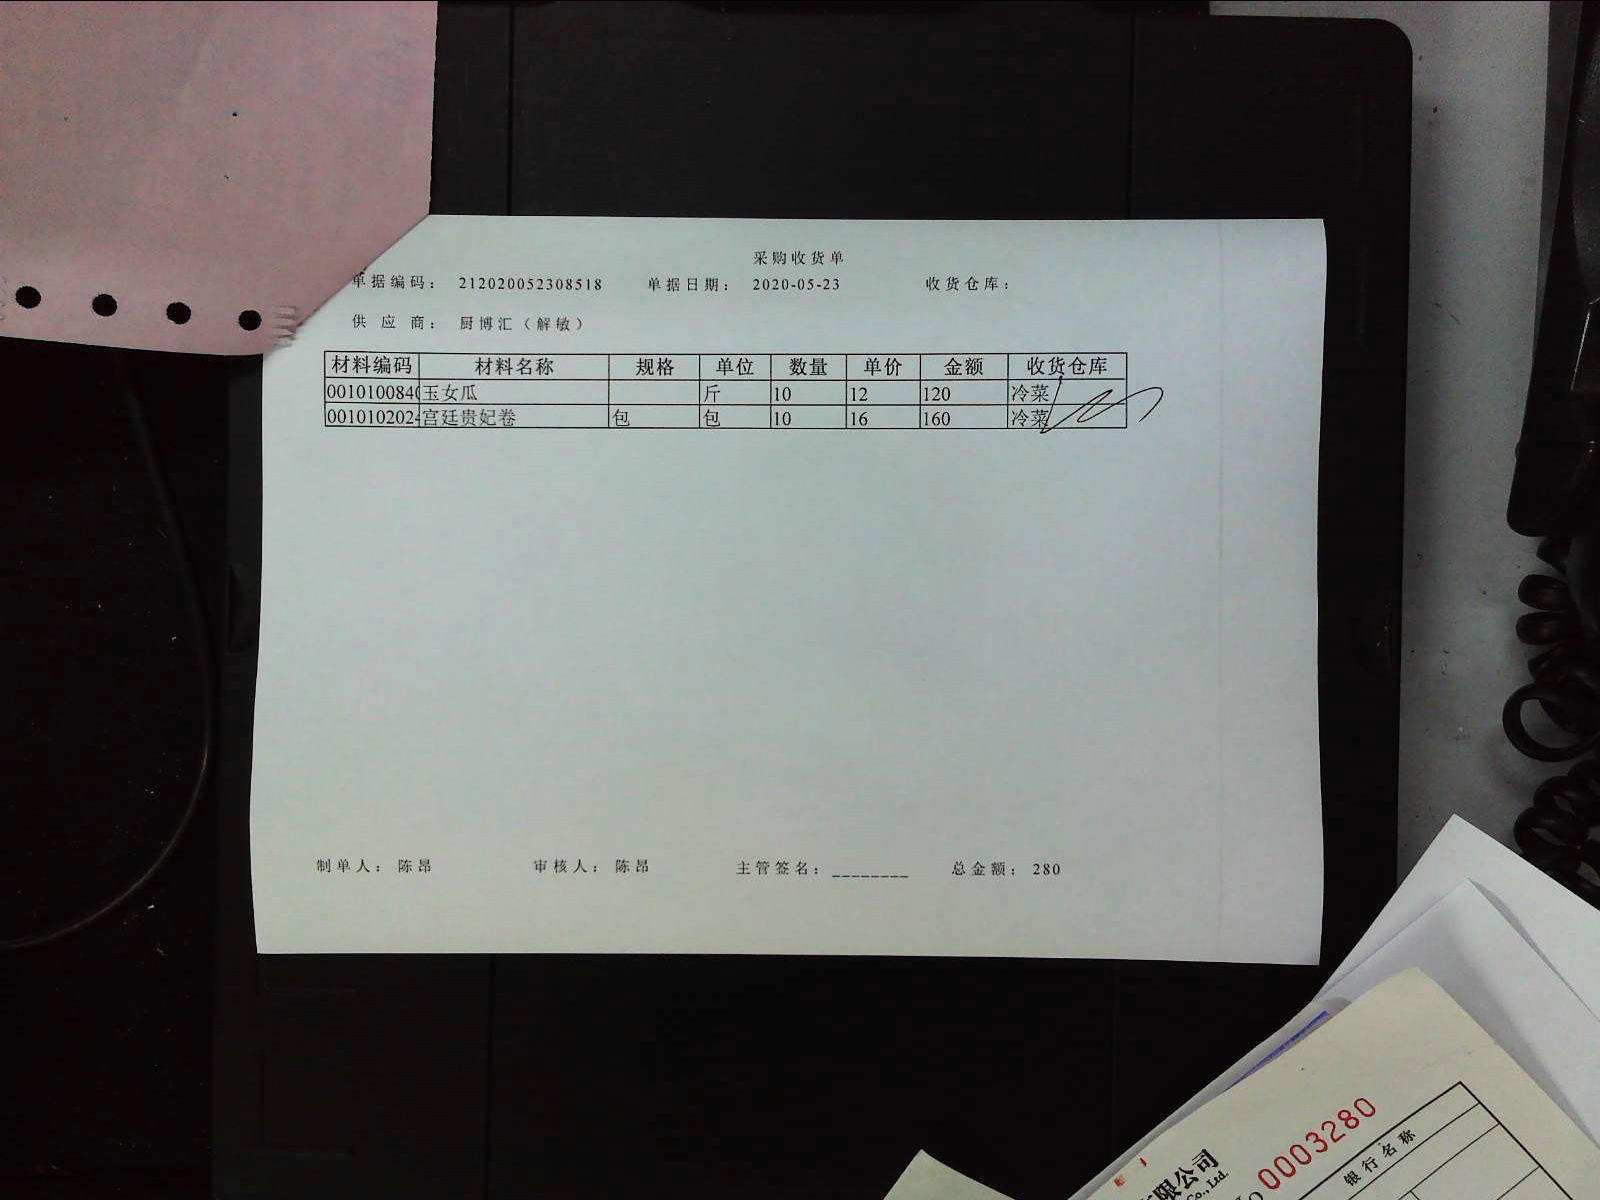 采购收货单
单据编码： 212020052308518 单据日期： 2020-05-23 收货仓库：
供 应 商： 厨博汇（解敏）
材料编码 材料名称 规格 单位 数量 单价 金额 收货仓库
001010084 玉女瓜 斤 10 12 120 冷菜
001010202 宫廷贵妃卷 包 包 10 16 160 冷菜
制单人： 陈昂 审核人： 陈昂 主管签名：________ 总金额： 280
限公司
Co., Ltd.
No 0003280
银行名称